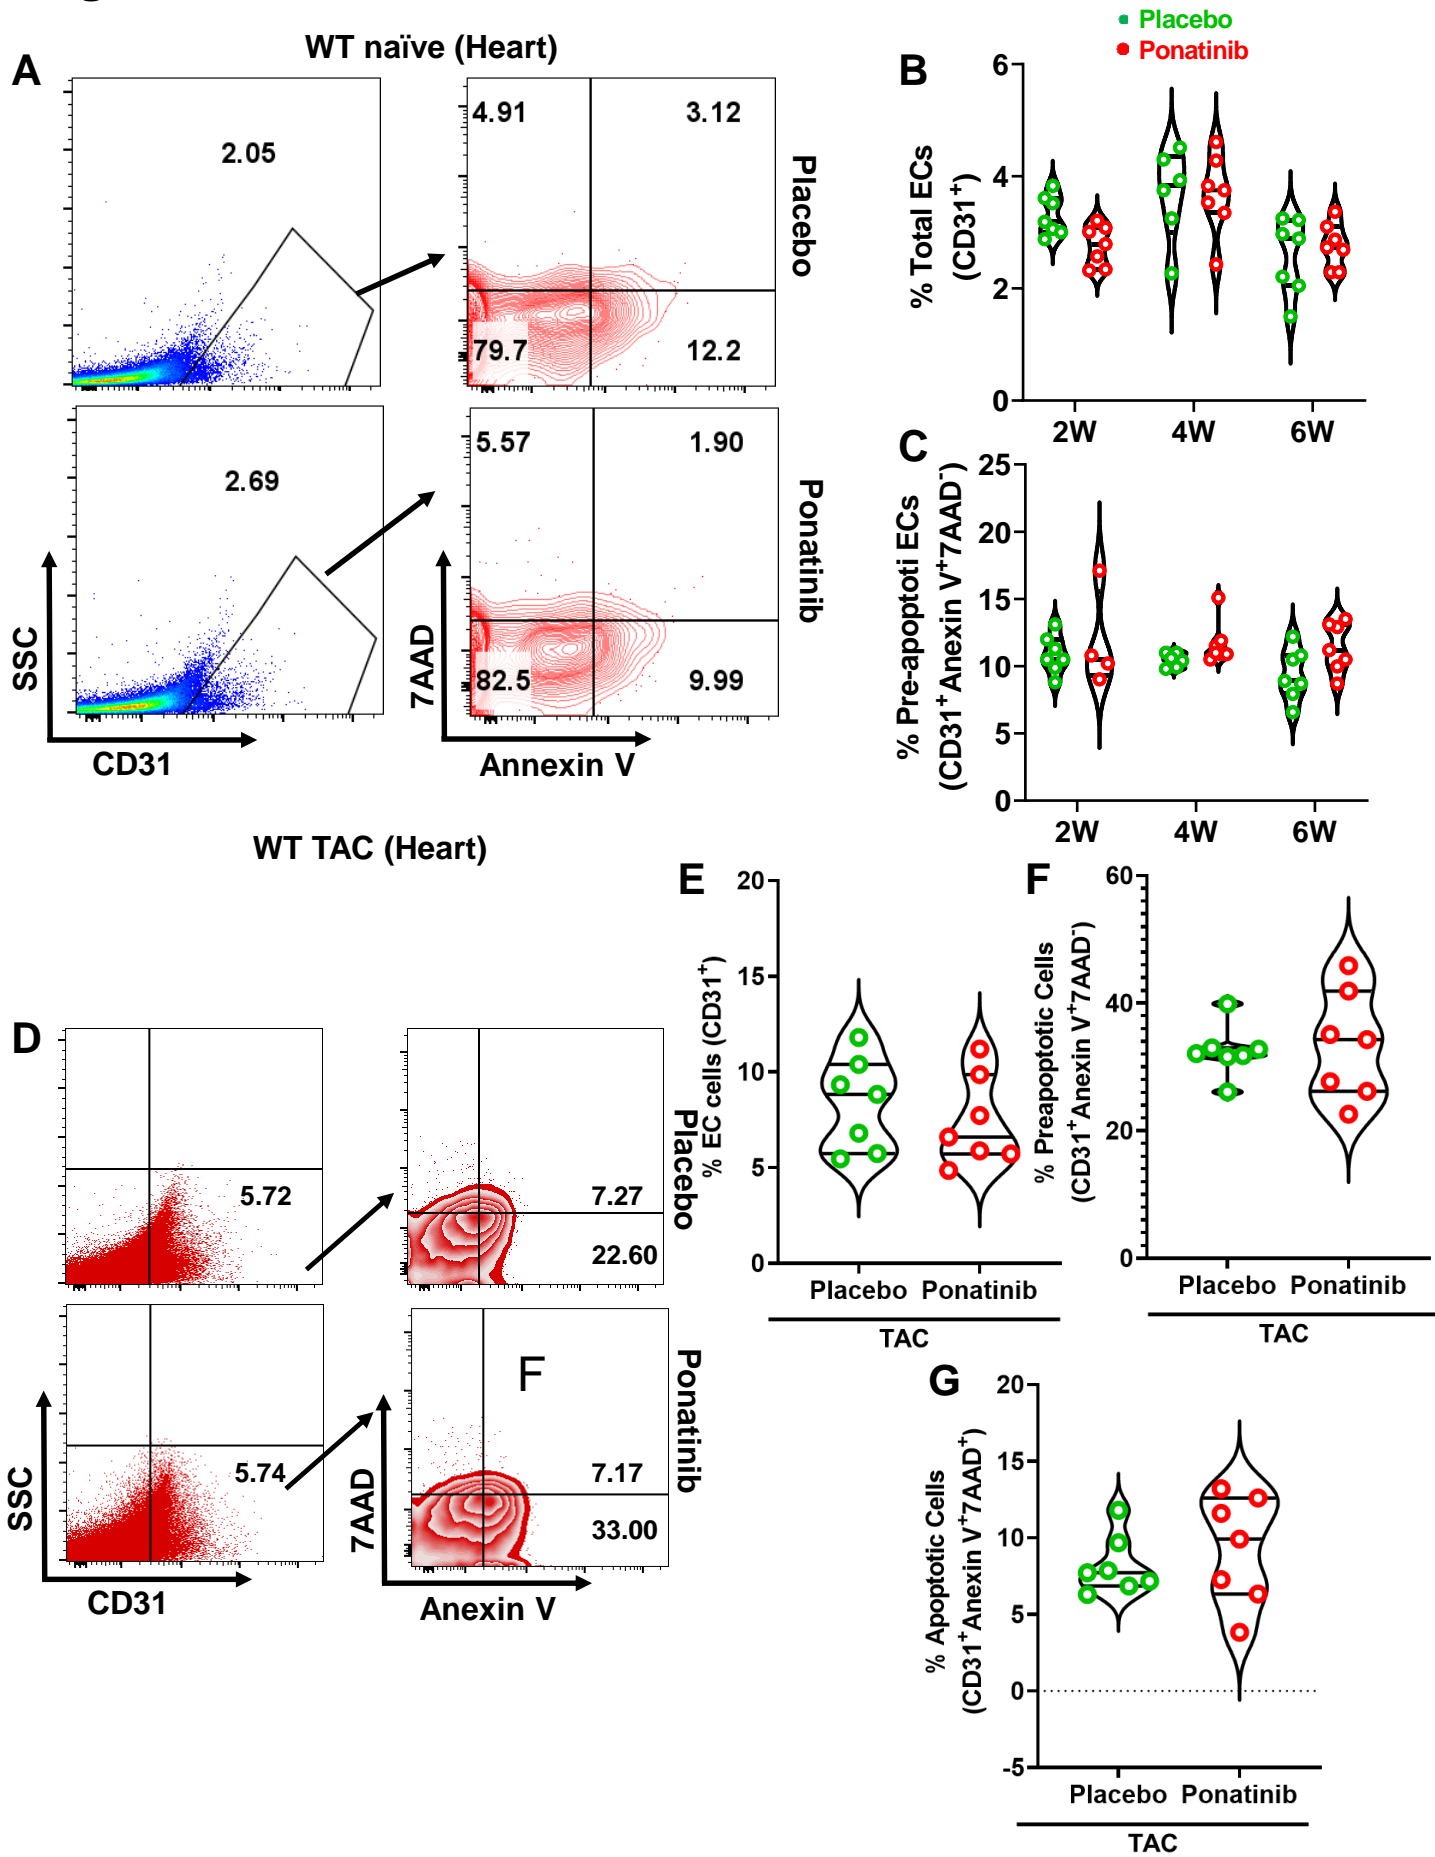 WT naïve (Heart)
Placebo
Ponatinib
A
2.05
4.91
3.12
79.7
12.2
Placebo
2.69
5.57
1.90
82.5
9.99
Ponatinib
SSC
CD31
7AAD
Annexin V
B
% Total ECs
(CD31+)
6
4
2
0
2W
4W
6W
C
% Pre-apoptoti ECs
(CD31+Anexin V+7AAD-)
25
20
15
10
5
0
2W
4W
6W
WT TAC (Heart)
D
5.72
7.27
22.60
Placebo
5.74
F
7.17
33.00
Ponatinib
SSC
CD31
7AAD
Anexin V
E
% EC cells (CD31+)
20
15
10
5
0
Placebo
Ponatinib
TAC
F
% Preapoptotic Cells
(CD31+Anexin V+7AAD-)
60
40
20
0
Placebo
Ponatinib
TAC
G
% Apoptotic Cells
(CD31+Anexin V+7AAD+)
20
15
10
5
0
-5
Placebo
Ponatinib
TAC